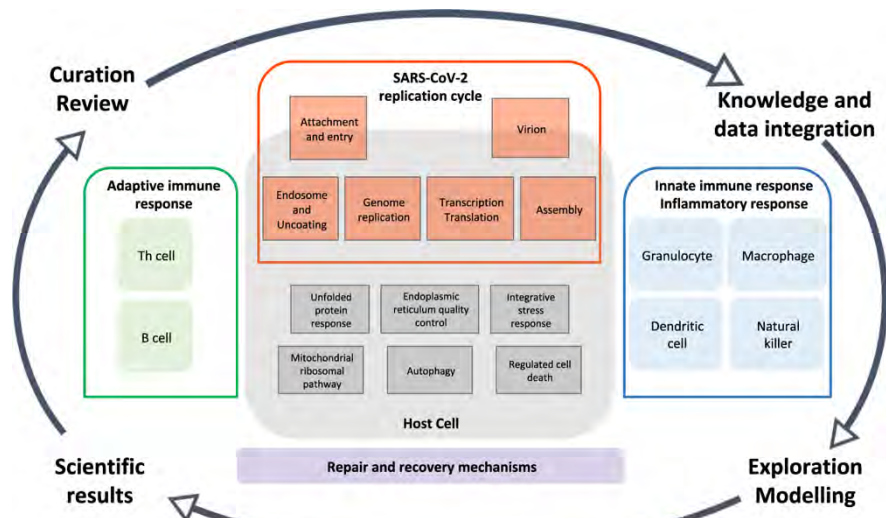 Curation
Review
SARS-CoV-2
replication cycle
Knowledge and
data integration
Attachment
and entry
Virion
Endosome
and
Uncoating
Genome
replication
Transcription
Translation
Assembly
Adaptive immune
response
Th cell
B cell
Innate immune response
Inflammatory response
Granulocyte
Macrophage
Dendritic
cell
Natural
killer
Unfolded
protein
response
Endoplasmic
reticulum quality
control
Integrative
stress
response
Mitochondrial
ribosomal
pathway
Autophagy
Regulated cell
death
Host Cell
Scientific
results
Repair and recovery mechanisms
Exploration
Modelling